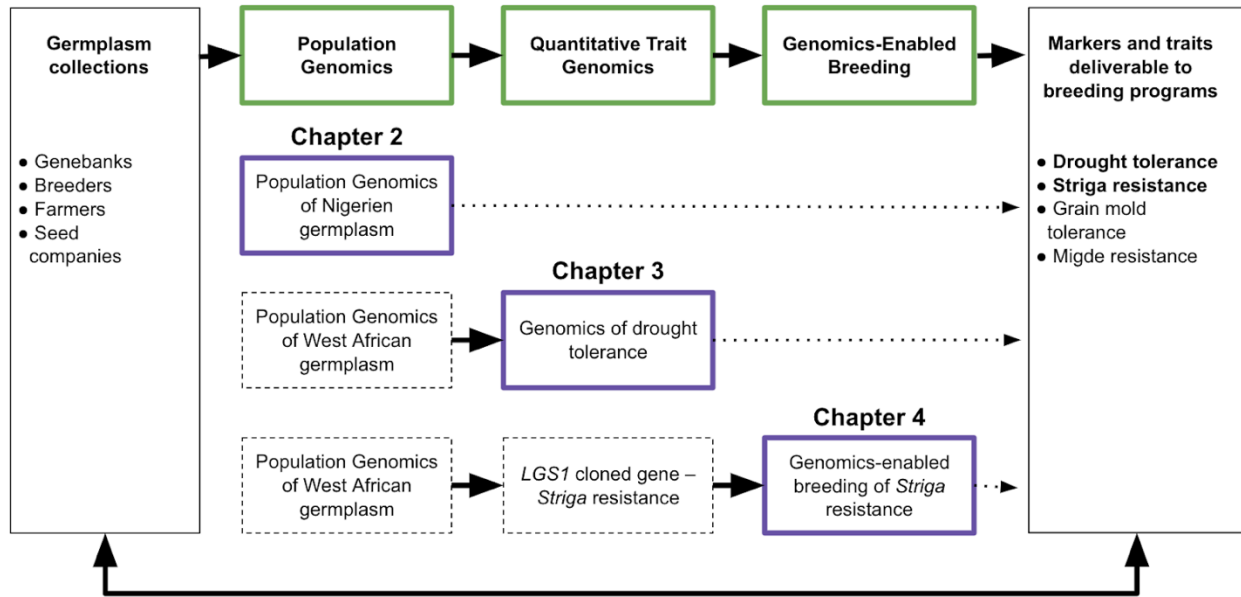 Germplasm
collections
● Genebanks
● Breeders
● Farmers
● Seed
companies
Population
Genomics
Quantitative Trait
Genomics
Genomics-Enabled
Breeding
Markers and traits
deliverable to
breeding programs
● Drought tolerance
● Striga resistance
● Grain mold
tolerance
● Migde resistance
Chapter 2
Population Genomics
of Nigerien
germplasm
Chapter 3
Population Genomics
of West African
germplasm
Genomics of drought
tolerance
Chapter 4
Population Genomics
of West African
germplasm
LGS1 cloned gene –
Striga resistance
Genomics-enabled
breeding of Striga
resistance